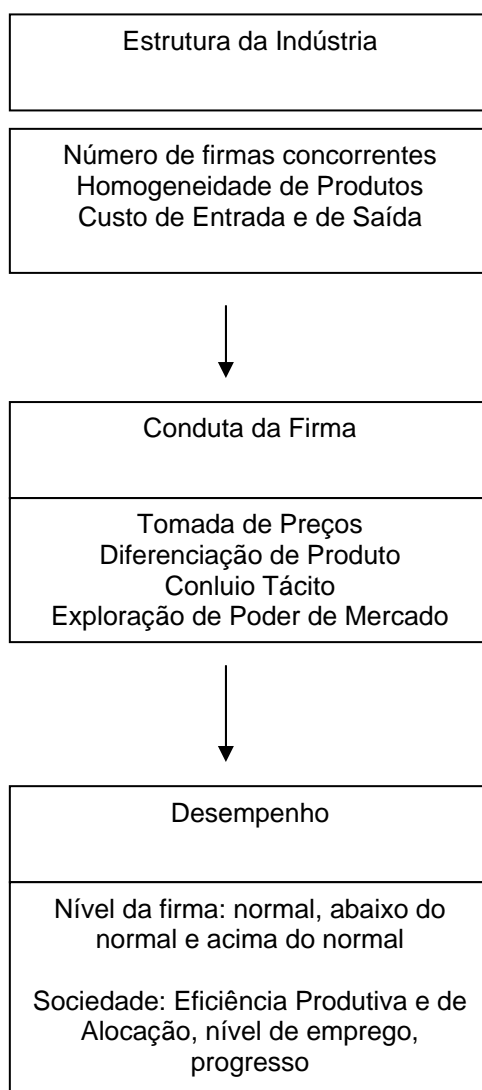 Estrutura da Indústria
Número de firmas concorrentes
Homogeneidade de Produtos
Custo de Entrada e de Saída
Conduta da Firma
Tomada de Preços
Diferenciação de Produto
Conluio Tácito
Exploração de Poder de Mercado
Desempenho
Nível da firma: normal, abaixo do
normal e acima do normal
Sociedade: Eficiência Produtiva e de
Alocação, nível de emprego,
progresso